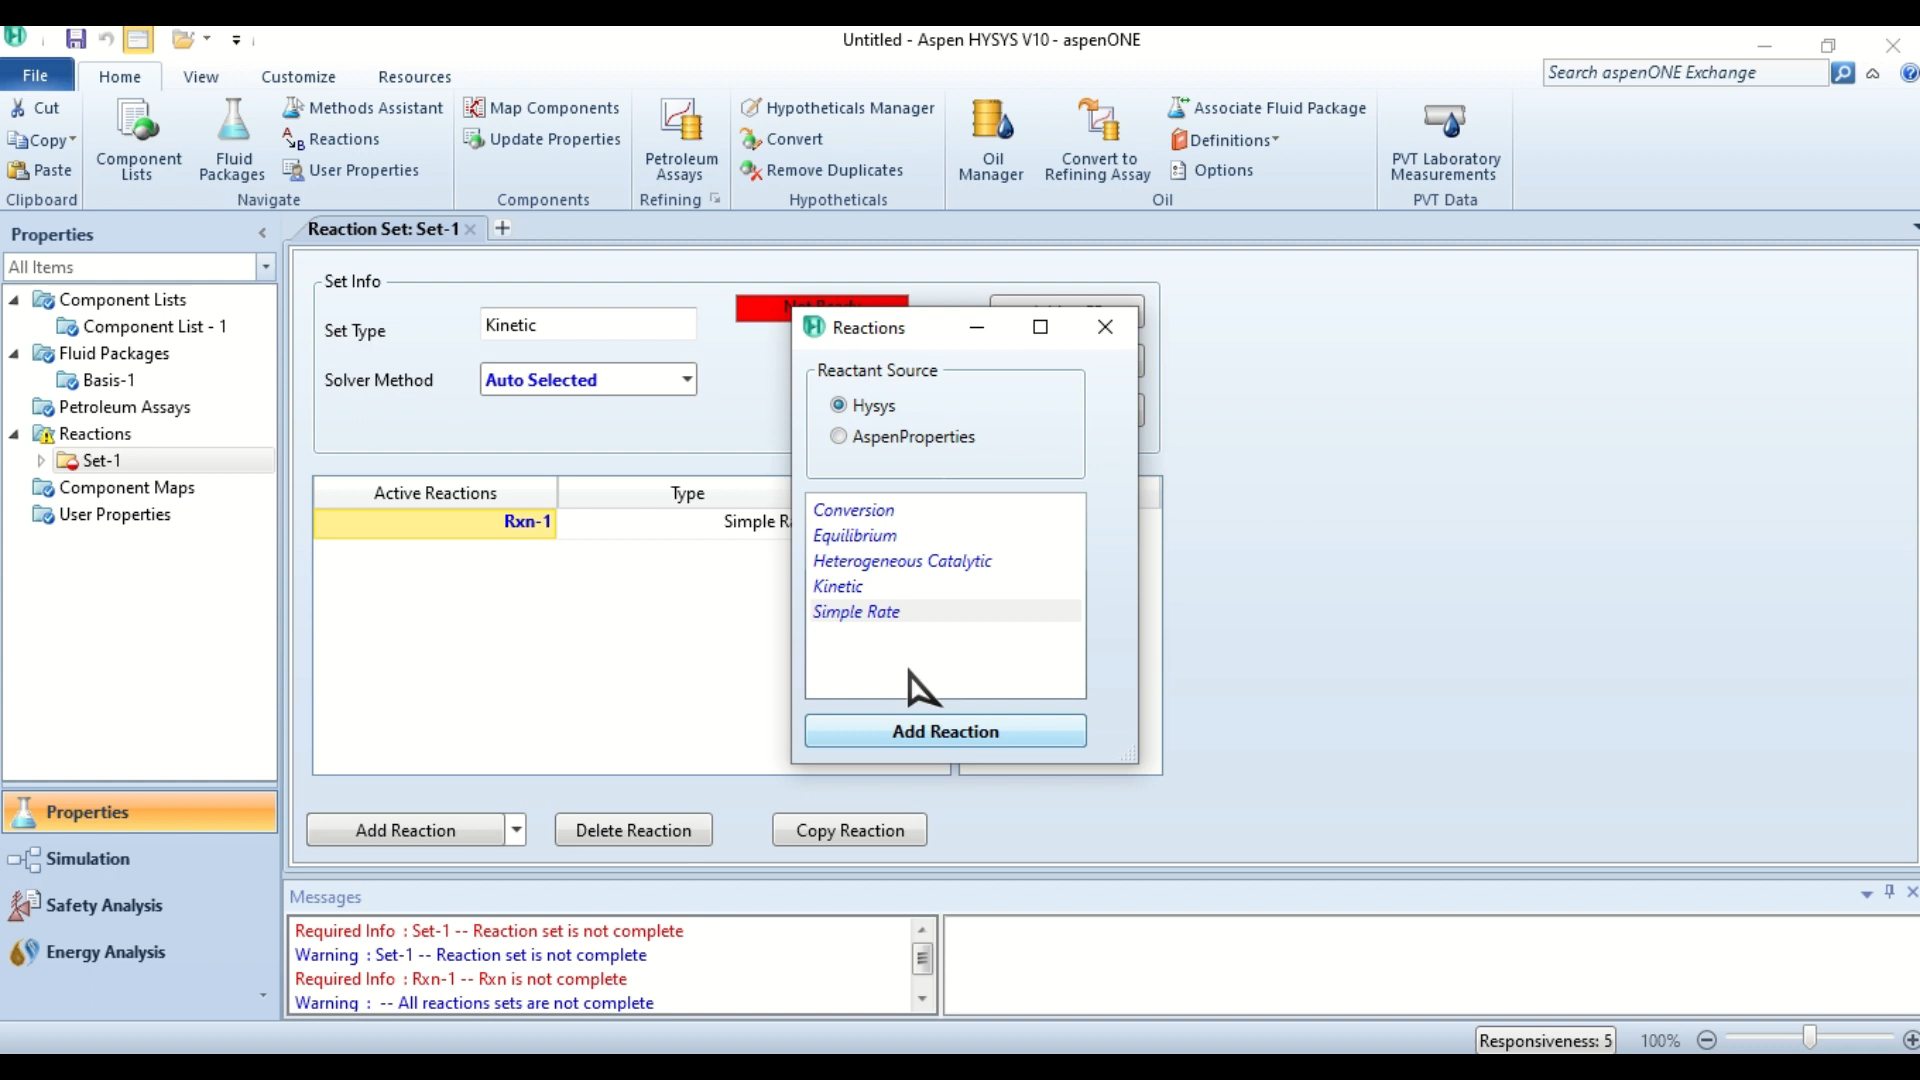 Untitled - Aspen HYSYS V10 - aspenONE
File
Home
View
Customize
Resources
Search aspenONE Exchange
Cut
Copy
Paste
Clipboard
Component Lists
Fluid Packages
Methods Assistant
Reactions
User Properties
Navigate
Map Components
Update Properties
Components
Petroleum Assays
Refining
Hypotheticals Manager
Convert
Remove Duplicates
Hypotheticals
Oil Manager
Convert to Refining Assay
Associate Fluid Package
Definitions
Options
Oil
PVT Laboratory Measurements
PVT Data
Properties
All Items
Component Lists
Component List - 1
Fluid Packages
Basis-1
Petroleum Assays
Reactions
Set-1
Component Maps
User Properties
Properties
Simulation
Safety Analysis
Energy Analysis
Reaction Set: Set-1
Set Info
Set Type
Kinetic
Solver Method
Auto Selected
Active Reactions
Type
Rxn-1
Simple R
Add Reaction
Delete Reaction
Copy Reaction
Reactions
Reactant Source
Hysys
AspenProperties
Conversion
Equilibrium
Heterogeneous Catalytic
Kinetic
Simple Rate
Add Reaction
Messages
Required Info : Set-1 -- Reaction set is not complete
Warning : Set-1 -- Reaction set is not complete
Required Info : Rxn-1 -- Rxn is not complete
Warning : -- All reactions sets are not complete
Responsiveness: 5
100%